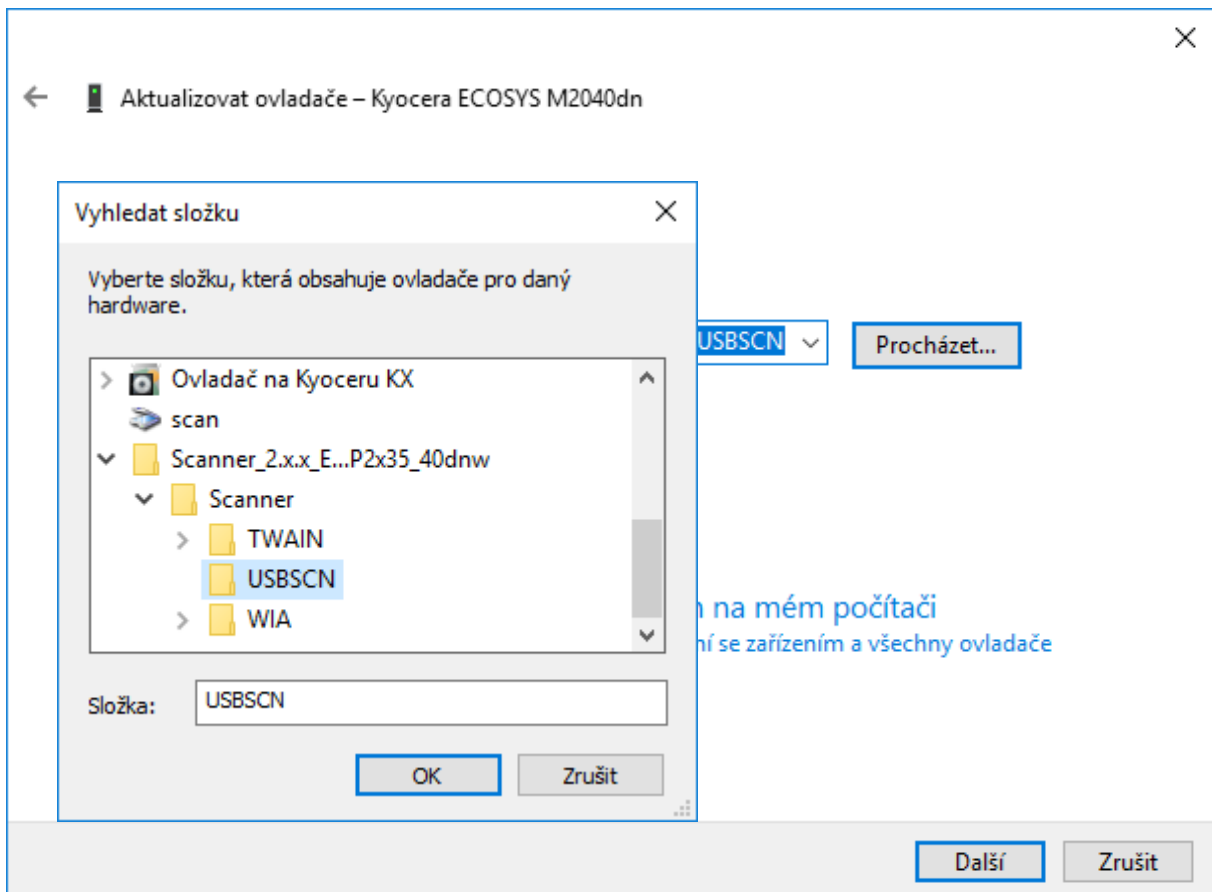 Aktualizovat ovladače – Kyocera ECOSYS M2040dn
Vyhledat složku
Vyberte složku, která obsahuje ovladače pro daný
hardware.
USBSCN
Procházet...
Ovladač na Kyoceru KX
scan
Scanner_2.x.x_E...P2x35_40dnw
Scanner
TWAIN
USBSCN
WIA
na mém počítači
ní se zařízením a všechny ovladače
Složka:
USBSCN
OK
Zrušit
Další
Zrušit